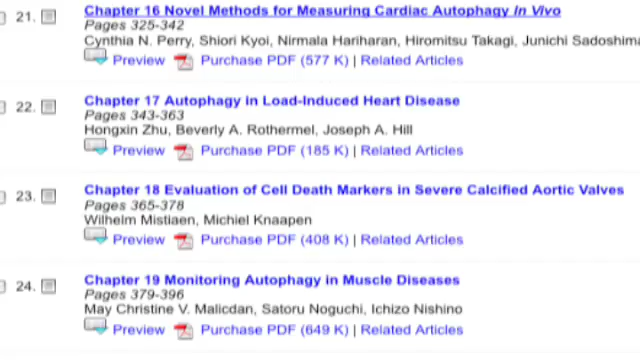 21. Chapter 16 Novel Methods for Measuring Cardiac Autophagy In Vivo
Pages 325-342
Cynthia N. Perry, Shiori Kyoi, Nirmala Hariharan, Hiromitsu Takagi, Junichi Sadoshima
Preview Purchase PDF (577 K) | Related Articles
22. Chapter 17 Autophagy in Load-Induced Heart Disease
Pages 343-363
Hongxin Zhu, Beverly A. Rothermel, Joseph A. Hill
Preview Purchase PDF (185 K) | Related Articles
23. Chapter 18 Evaluation of Cell Death Markers in Severe Calcified Aortic Valves
Pages 365-378
Wilhelm Mistiaen, Michiel Knaapen
Preview Purchase PDF (408 K) | Related Articles
24. Chapter 19 Monitoring Autophagy in Muscle Diseases
Pages 379-396
May Christine V. Malicdan, Satoru Noguchi, Ichizo Nishino
Preview Purchase PDF (649 K) | Related Articles